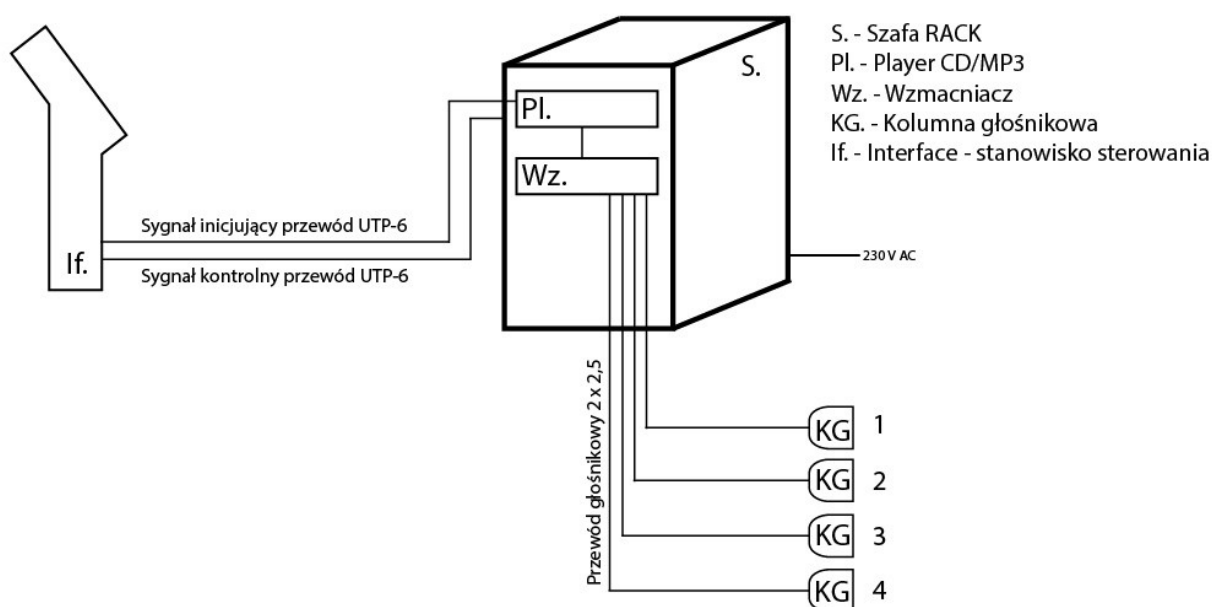 S. - Szafa RACK
Pl. - Player CD/MP3
Wz. - Wzmacniacz
KG. - Kolumna głośnikowa
If. - Interface - stanowisko sterowania
S.
Pl.
Wz.
If.
Sygnał inicjujący przewód UTP-6
Sygnał kontrolny przewód UTP-6
230 V AC
Przewód głośnikowy 2 x 2,5
KG 1
KG 2
KG 3
KG 4